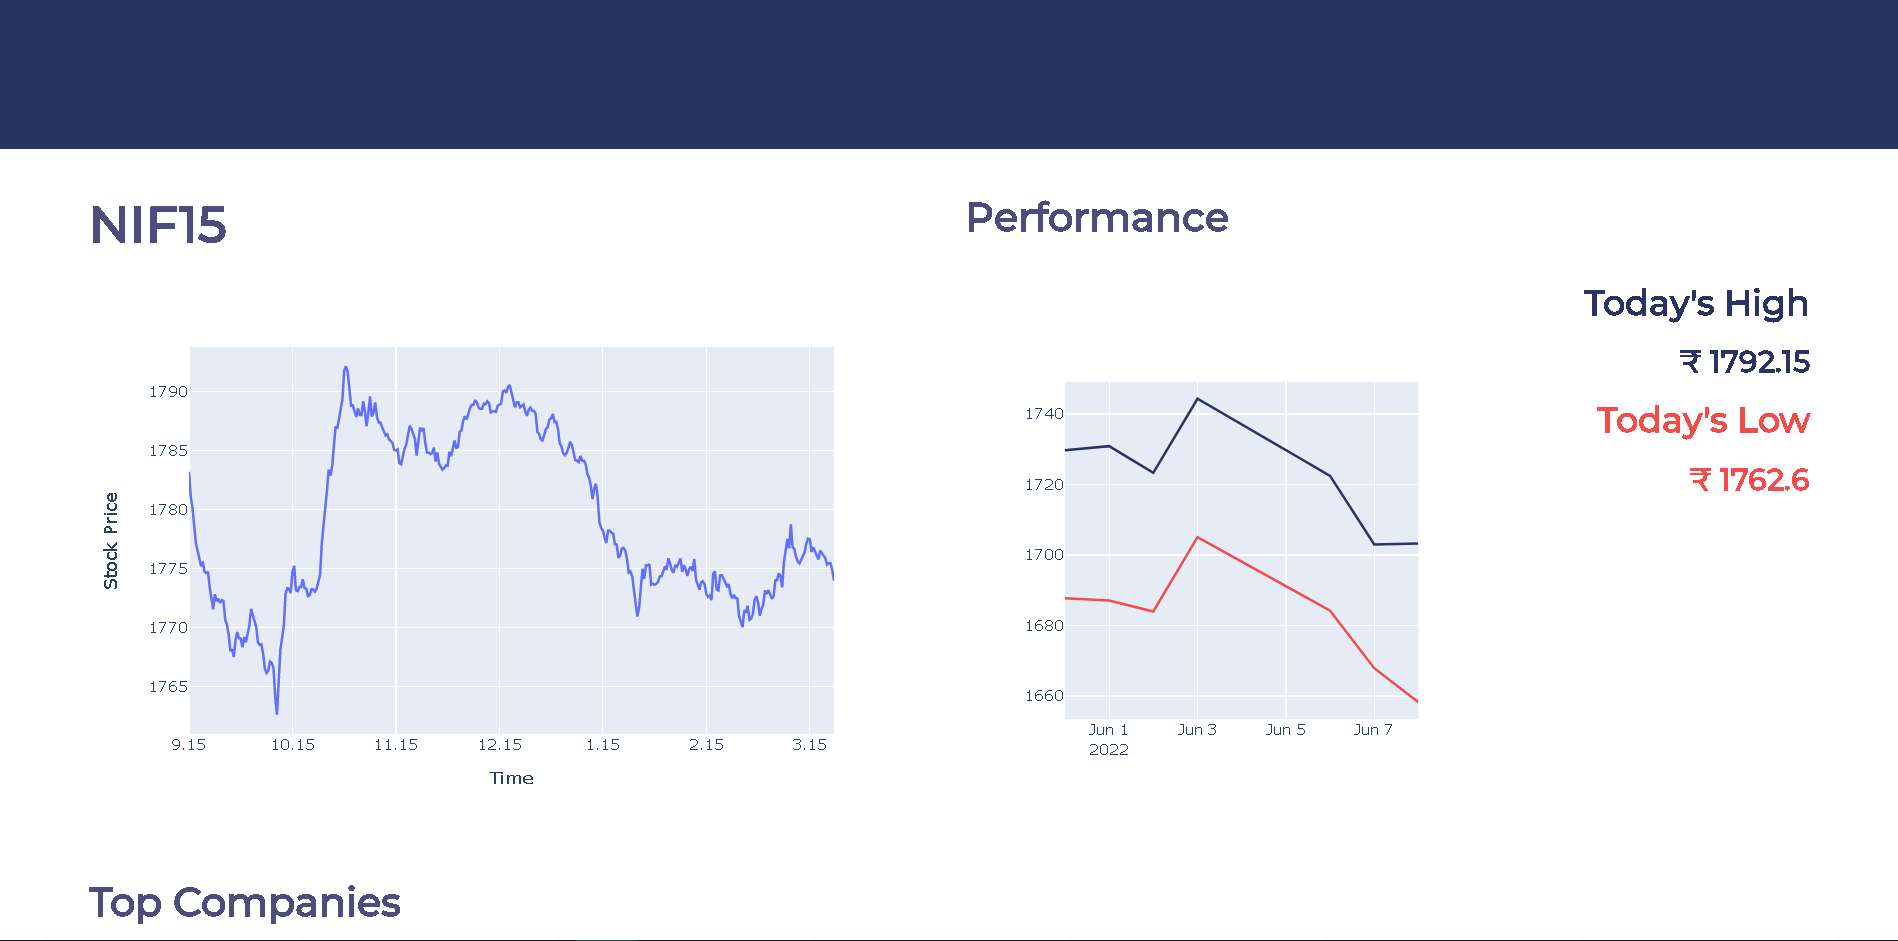 NIF15
Stock Price
1790
1785
1780
1775
1770
1765
9.15 10.15 11.15 12.15 1.15 2.15 3.15
Time
Performance
1740
1720
1700
1680
1660
Jun 1 Jun 3 Jun 5 Jun 7
2022
Today's High
₹ 1792.15
Today's Low
₹ 1762.6
Top Companies